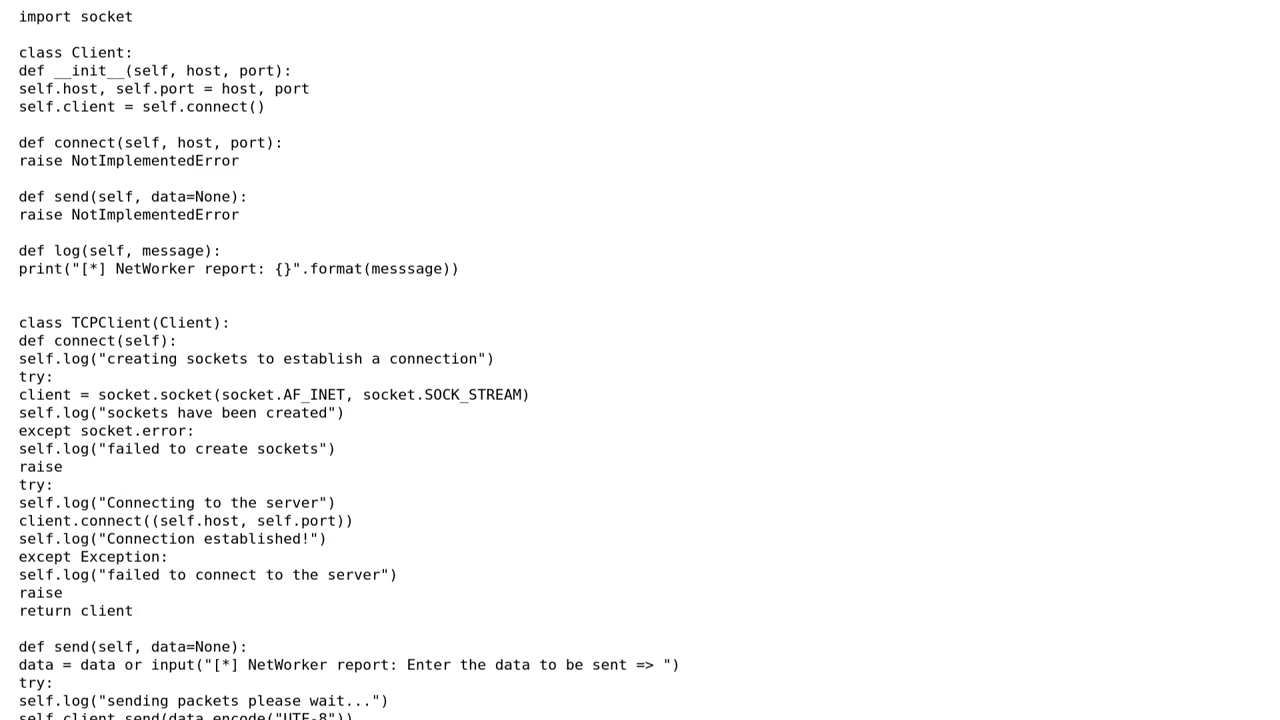 import socket

class Client:
def __init__(self, host, port):
self.host, self.port = host, port
self.client = self.connect()

def connect(self, host, port):
raise NotImplementedError

def send(self, data=None):
raise NotImplementedError

def log(self, message):
print("[*] NetWorker report: {}".format(messsage))


class TCPClient(Client):
def connect(self):
self.log("creating sockets to establish a connection")
try:
client = socket.socket(socket.AF_INET, socket.SOCK_STREAM)
self.log("sockets have been created")
except socket.error:
self.log("failed to create sockets")
raise
try:
self.log("Connecting to the server")
client.connect((self.host, self.port))
self.log("Connection established!")
except Exception:
self.log("failed to connect to the server")
raise
return client

def send(self, data=None):
data = data or input("[*] NetWorker report: Enter the data to be sent => ")
try:
self.log("sending packets please wait...")
self.client.send(data.encode("UTF-8"))